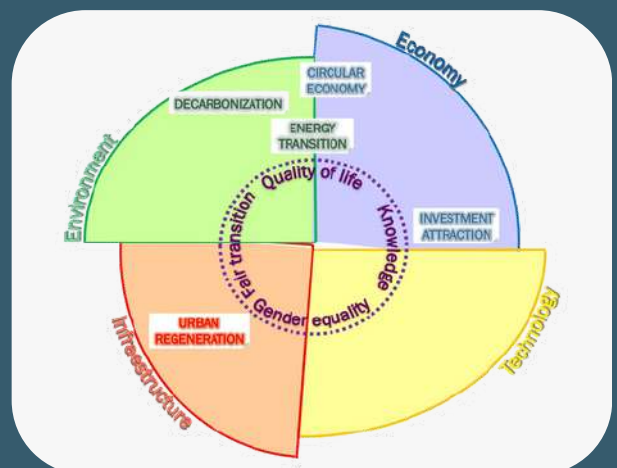 Economy
CIRCULAR
ECONOMY
DECARBONIZATION
ENERGY
TRANSITION
Environment
Quality of life
Fair transition
Knowledge
INVESTMENT
ATTRACTION
Gender equality
URBAN
REGENERATION
Technology
Infraestructure